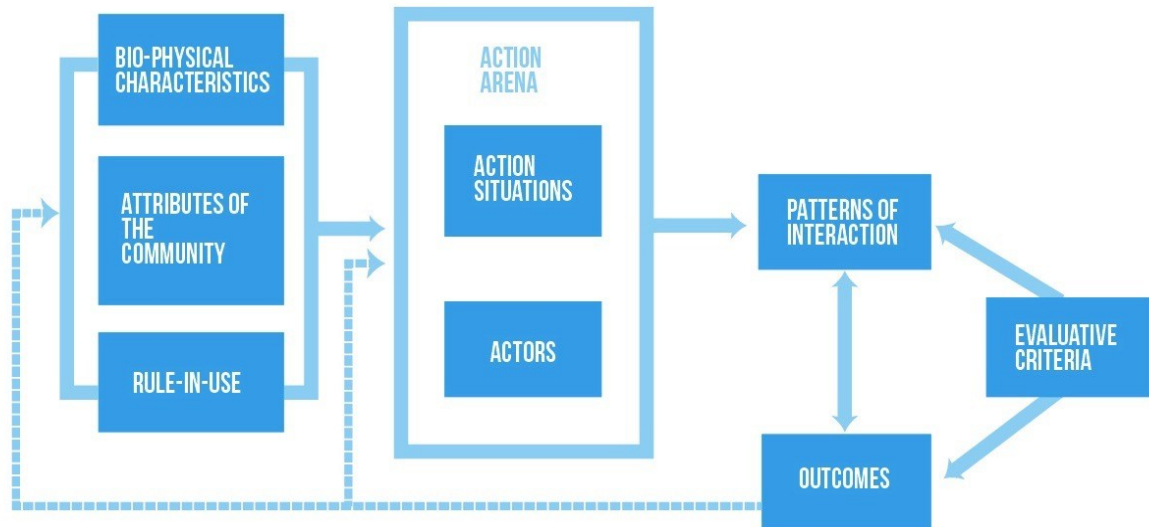 BIO-PHYSICAL
CHARACTERISTICS
ATTRIBUTES OF
THE
COMMUNITY
RULE-IN-USE
ACTION
ARENA
ACTION
SITUATIONS
ACTORS
PATTERNS OF
INTERACTION
OUTCOMES
EVALUATIVE
CRITERIA